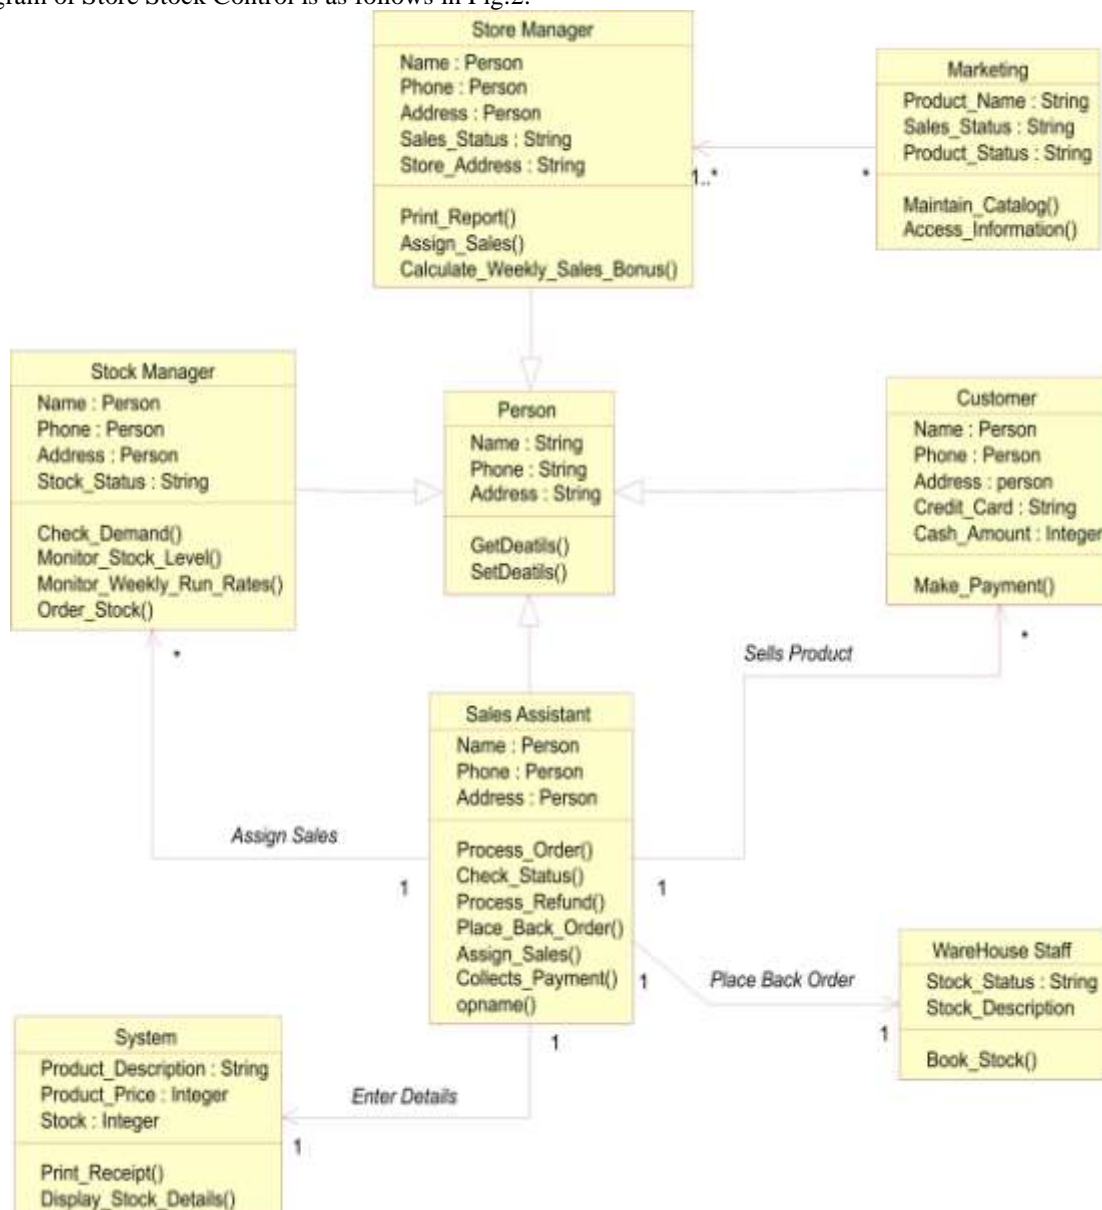 gram of Store Stock Control is as follows in Fig.2.
Store Manager
Name : Person
Phone : Person
Address : Person
Sales_Status : String
Store_Address : String
Print_Report()
Assign_Sales()
Calculate_Weekly_Sales_Bonus()
Marketing
Product_Name : String
Sales_Status : String
Product_Status : String
Maintain_Catalog()
Access_Information()
1..*
*
Stock Manager
Name : Person
Phone : Person
Address : Person
Stock_Status : String
Check_Demand()
Monitor_Stock_Level()
Monitor_Weekly_Run_Rates()
Order_Stock()
*
Person
Name : String
Phone : String
Address : String
GetDeatils()
SetDeatils()
Customer
Name : Person
Phone : Person
Address : person
Credit_Card : String
Cash_Amount : Integer
Make_Payment()
*
Sells Product
Sales Assistant
Name : Person
Phone : Person
Address : Person
Process_Order()
Check_Status()
Process_Refund()
Place_Back_Order()
Assign_Sales()
Collects_Payment()
opname()
Assign Sales
1
1
1
Place Back Order
1
WareHouse Staff
Stock_Status : String
Stock_Description
Book_Stock()
1
Enter Details
1
System
Product_Description : String
Product_Price : Integer
Stock : Integer
Print_Receipt()
Display_Stock_Details()